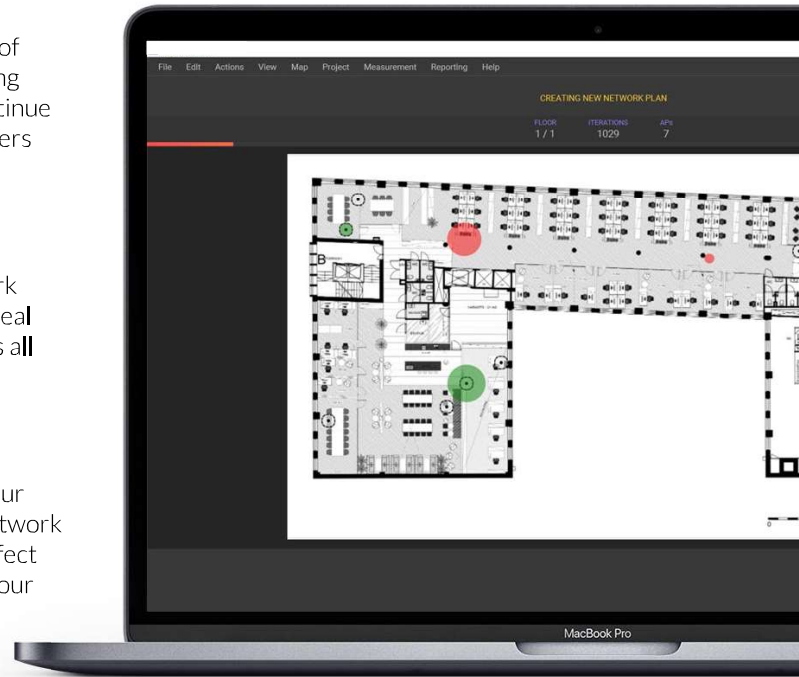 of
ng
tinue
ers
rk
eal
s all
ur
twork
fect
our
File Edit Actions View Map Project Measurement Reporting Help
CREATING NEW NETWORK PLAN
FLOOR ITERATIONS APs
1 / 1 1029 7
B
0
MacBook Pro